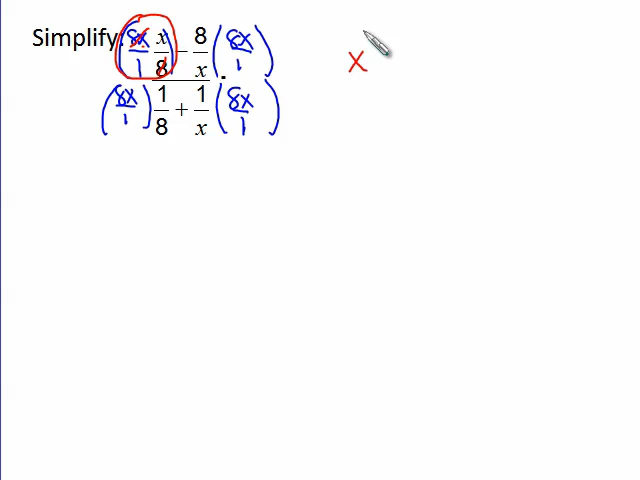 Simplify: (8x/1) x/8 − 8/x (8x/1) .
(8x/1) 1/8 + 1/x (8x/1)
x